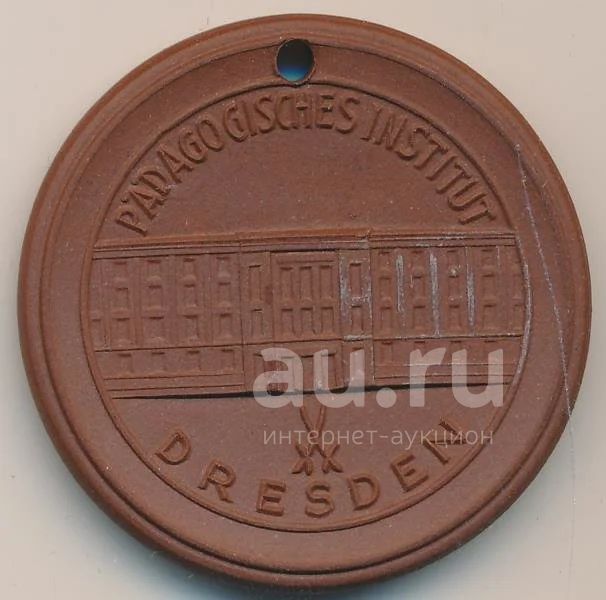 PÄDAGOGISCHES INSTITUT
au.ru
интернет-аукцион
DRESDEN